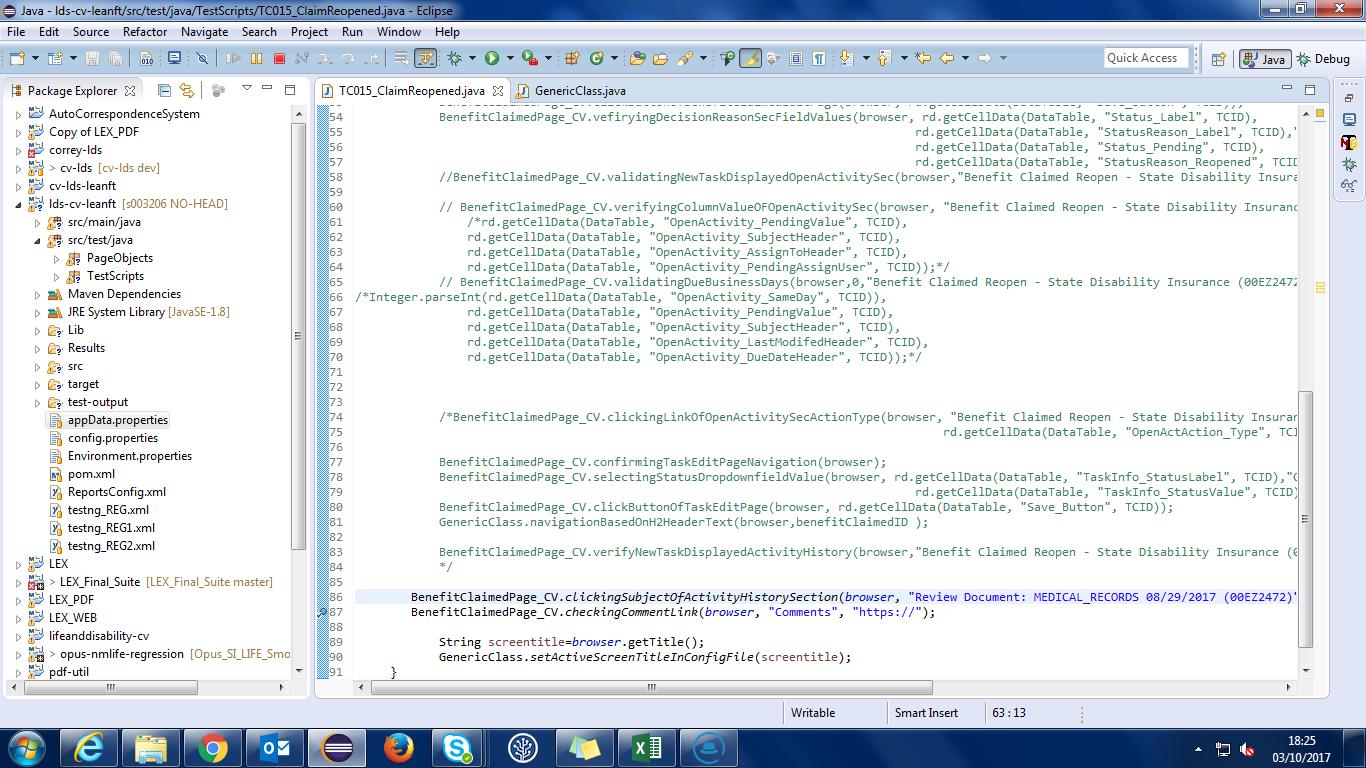 Java - lds-cv-leanft/src/test/java/TestScripts/TC015_ClaimReopened.java - Eclipse
File Edit Source Refactor Navigate Search Project Run Window Help
Quick Access
Java
Debug
Package Explorer
AutoCorrespondenceSystem
Copy of LEX_PDF
correy-lds
> cv-lds [cv-lds dev]
cv-lds-leanft
lds-cv-leanft [s003206 NO-HEAD]
src/main/java
src/test/java
PageObjects
TestScripts
Maven Dependencies
JRE System Library [JavaSE-1.8]
Lib
Results
src
target
test-output
appData.properties
config.properties
Environment.properties
pom.xml
ReportsConfig.xml
testng_REG.xml
testng_REG1.xml
testng_REG2.xml
LEX
> LEX_Final_Suite [LEX_Final_Suite master]
LEX_PDF
LEX_WEB
lifeanddisability-cv
> opus-nmlife-regression [Opus_SI_LIFE_Smo
pdf-util
TC015_ClaimReopened.java
GenericClass.java
54 BenefitClaimedPage_CV.vefiryingDecisionReasonSecFieldValues(browser, rd.getCellData(DataTable, "Status_Label", TCID),
55 rd.getCellData(DataTable, "StatusReason_Label", TCID),"
56 rd.getCellData(DataTable, "Status_Pending", TCID),
57 rd.getCellData(DataTable, "StatusReason_Reopened", TCID
58 //BenefitClaimedPage_CV.validatingNewTaskDisplayedOpenActivitySec(browser,"Benefit Claimed Reopen - State Disability Insura
59
60 // BenefitClaimedPage_CV.verifyingColumnValueOFOpenActivitySec(browser, "Benefit Claimed Reopen - State Disability Insuranc
61 /*rd.getCellData(DataTable, "OpenActivity_PendingValue", TCID),
62 rd.getCellData(DataTable, "OpenActivity_SubjectHeader", TCID),
63 rd.getCellData(DataTable, "OpenActivity_AssignToHeader", TCID),
64 rd.getCellData(DataTable, "OpenActivity_PendingAssignUser", TCID));*/
65 // BenefitClaimedPage_CV.validatingDueBusinessDays(browser,0,"Benefit Claimed Reopen - State Disability Insurance (00EZ2472
66 /*Integer.parseInt(rd.getCellData(DataTable, "OpenActivity_SameDay", TCID)),
67 rd.getCellData(DataTable, "OpenActivity_PendingValue", TCID),
68 rd.getCellData(DataTable, "OpenActivity_SubjectHeader", TCID),
69 rd.getCellData(DataTable, "OpenActivity_LastModifedHeader", TCID),
70 rd.getCellData(DataTable, "OpenActivity_DueDateHeader", TCID));*/
71
72
73
74 /*BenefitClaimedPage_CV.clickingLinkOfOpenActivitySecActionType(browser, "Benefit Claimed Reopen - State Disability Insuran
75 rd.getCellData(DataTable, "OpenActAction_Type", TCI
76
77 BenefitClaimedPage_CV.confirmingTaskEditPageNavigation(browser);
78 BenefitClaimedPage_CV.selectingStatusDropdownfieldValue(browser, rd.getCellData(DataTable, "TaskInfo_StatusLabel", TCID),"C
79 rd.getCellData(DataTable, "TaskInfo_StatusValue", TCID)
80 BenefitClaimedPage_CV.clickButtonOfTaskEditPage(browser, rd.getCellData(DataTable, "Save_Button", TCID));
81 GenericClass.navigationBasedOnH2HeaderText(browser,benefitClaimedID );
82
83 BenefitClaimedPage_CV.verifyNewTaskDisplayedActivityHistory(browser,"Benefit Claimed Reopen - State Disability Insurance (0
84 */
85
86 BenefitClaimedPage_CV.clickingSubjectOfActivityHistorySection(browser, "Review Document: MEDICAL_RECORDS 08/29/2017 (00EZ2472)"
87 BenefitClaimedPage_CV.checkingCommentLink(browser, "Comments", "https://");
88
89 String screentitle=browser.getTitle();
90 GenericClass.setActiveScreenTitleInConfigFile(screentitle);
91 }
Writable
Smart Insert
63 : 13
18:25
03/10/2017